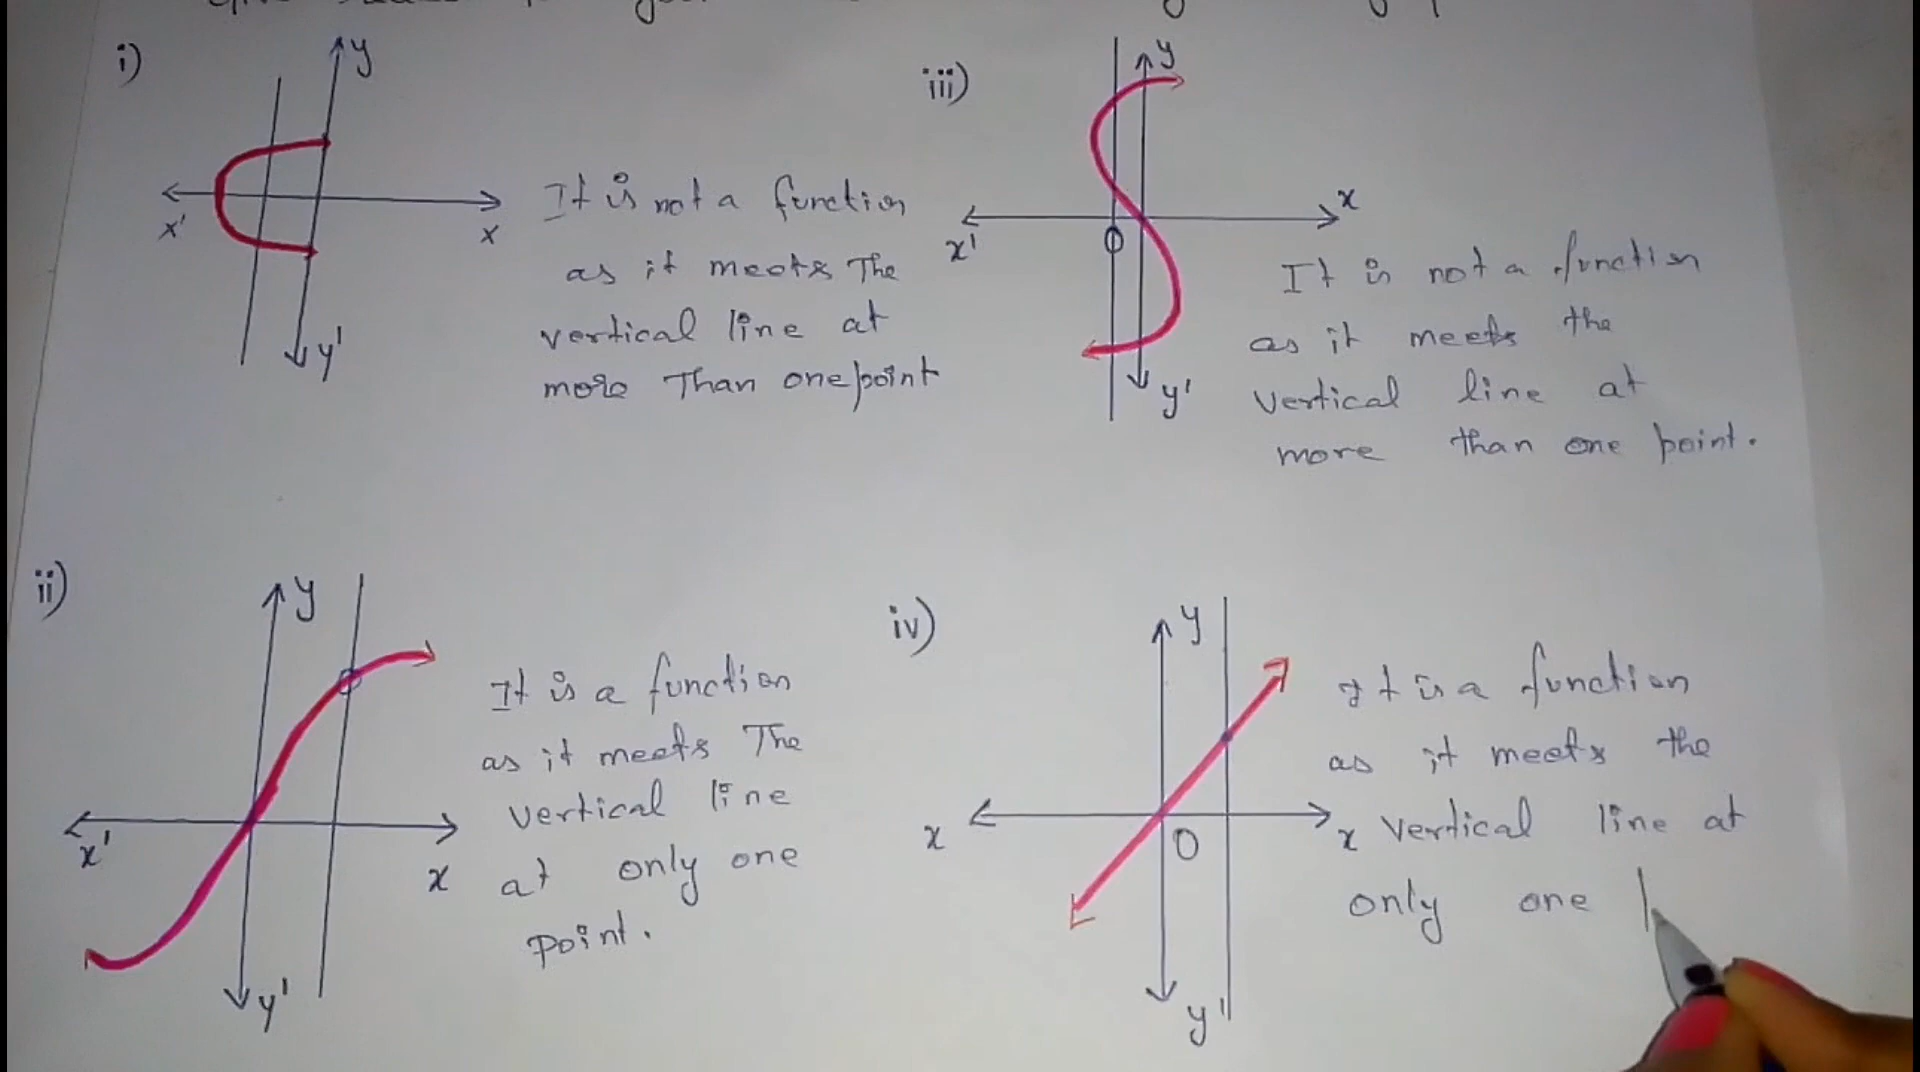 i)
y
x'
x
y'
It is not a function
as it meets The
vertical line at
more Than one point
iii)
y
x
x'
O
y'
It is not a function
as it meets the
vertical line at
more than one point.
ii)
y
x'
x
y'
It is a function
as it meets The
vertical line
at only one
point.
iv)
y
x
O
x
y'
It is a function
as it meets the
vertical line at
only one